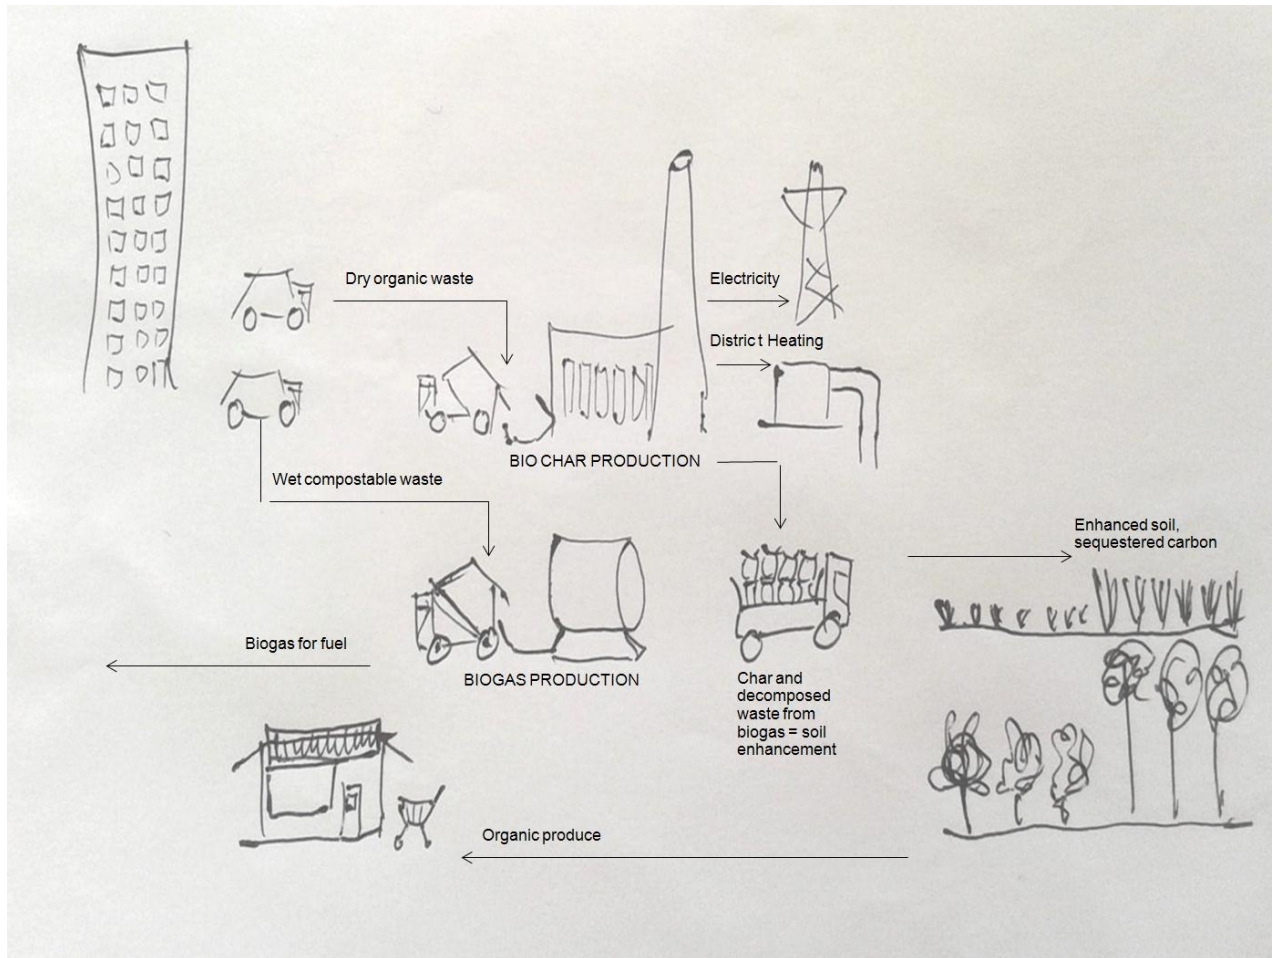 Dry organic waste
Electricity
District Heating
BIO CHAR PRODUCTION
Wet compostable waste
Enhanced soil,
sequestered carbon
Biogas for fuel
BIOGAS PRODUCTION
Char and
decomposed
waste from
biogas = soil
enhancement
Organic produce